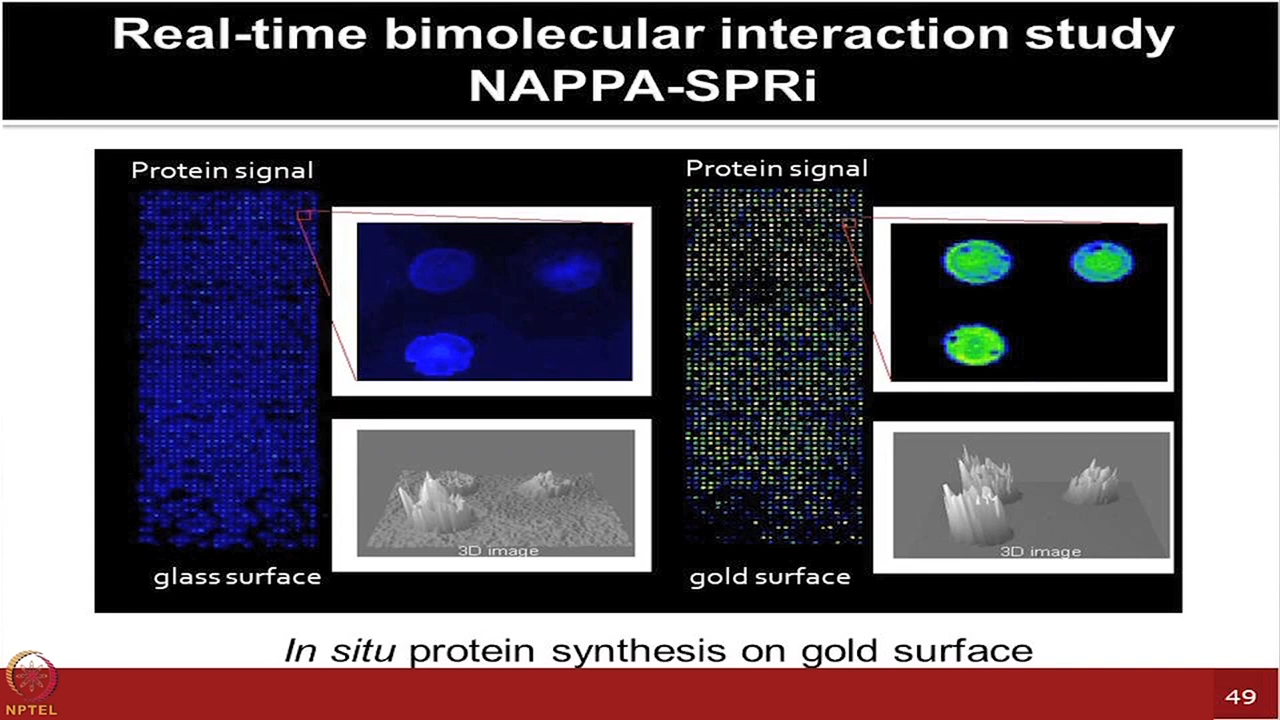 Real-time bimolecular interaction study
NAPPA-SPRi
Protein signal
Protein signal
3D image
3D image
glass surface
gold surface
In situ protein synthesis on gold surface
NPTEL
49